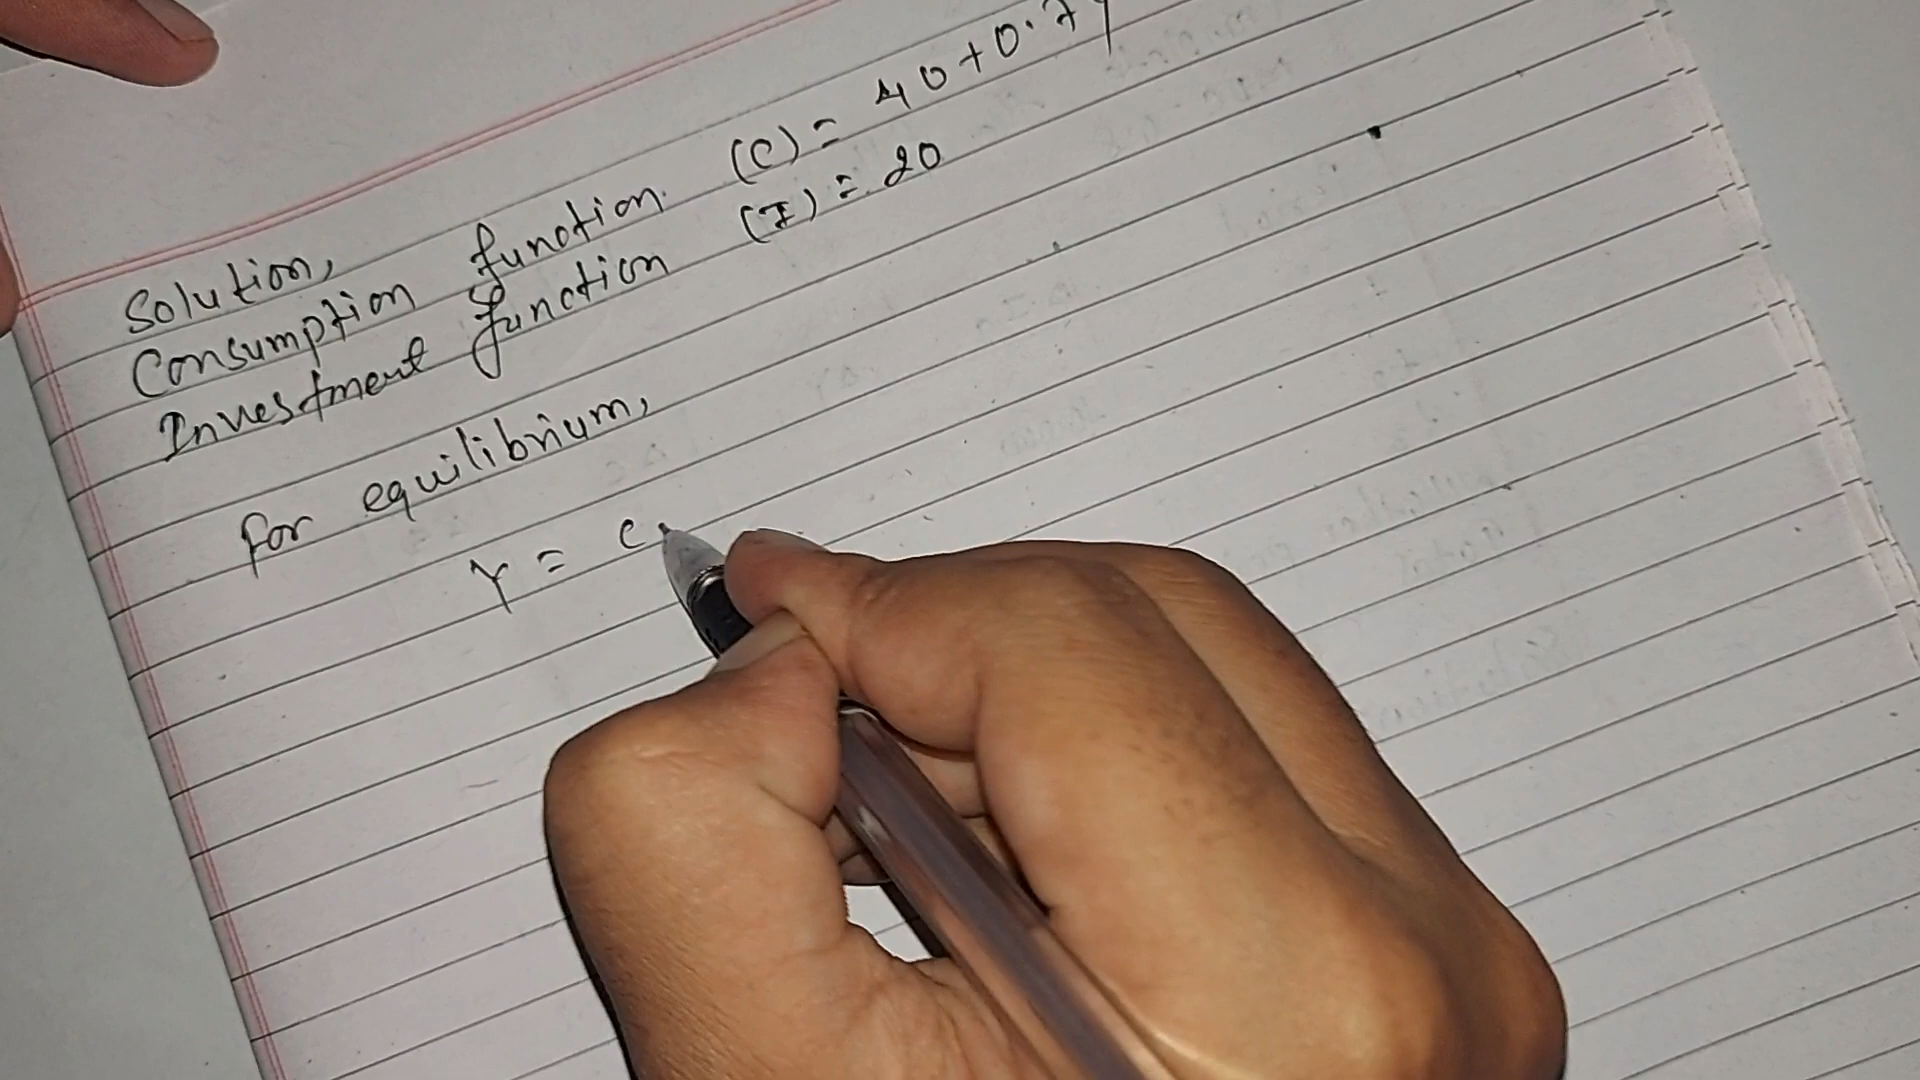 Solution,
Consumption function. (C) = 40 + 0.7Y
Investment function (I) = 20
for equilibrium,
Y = C